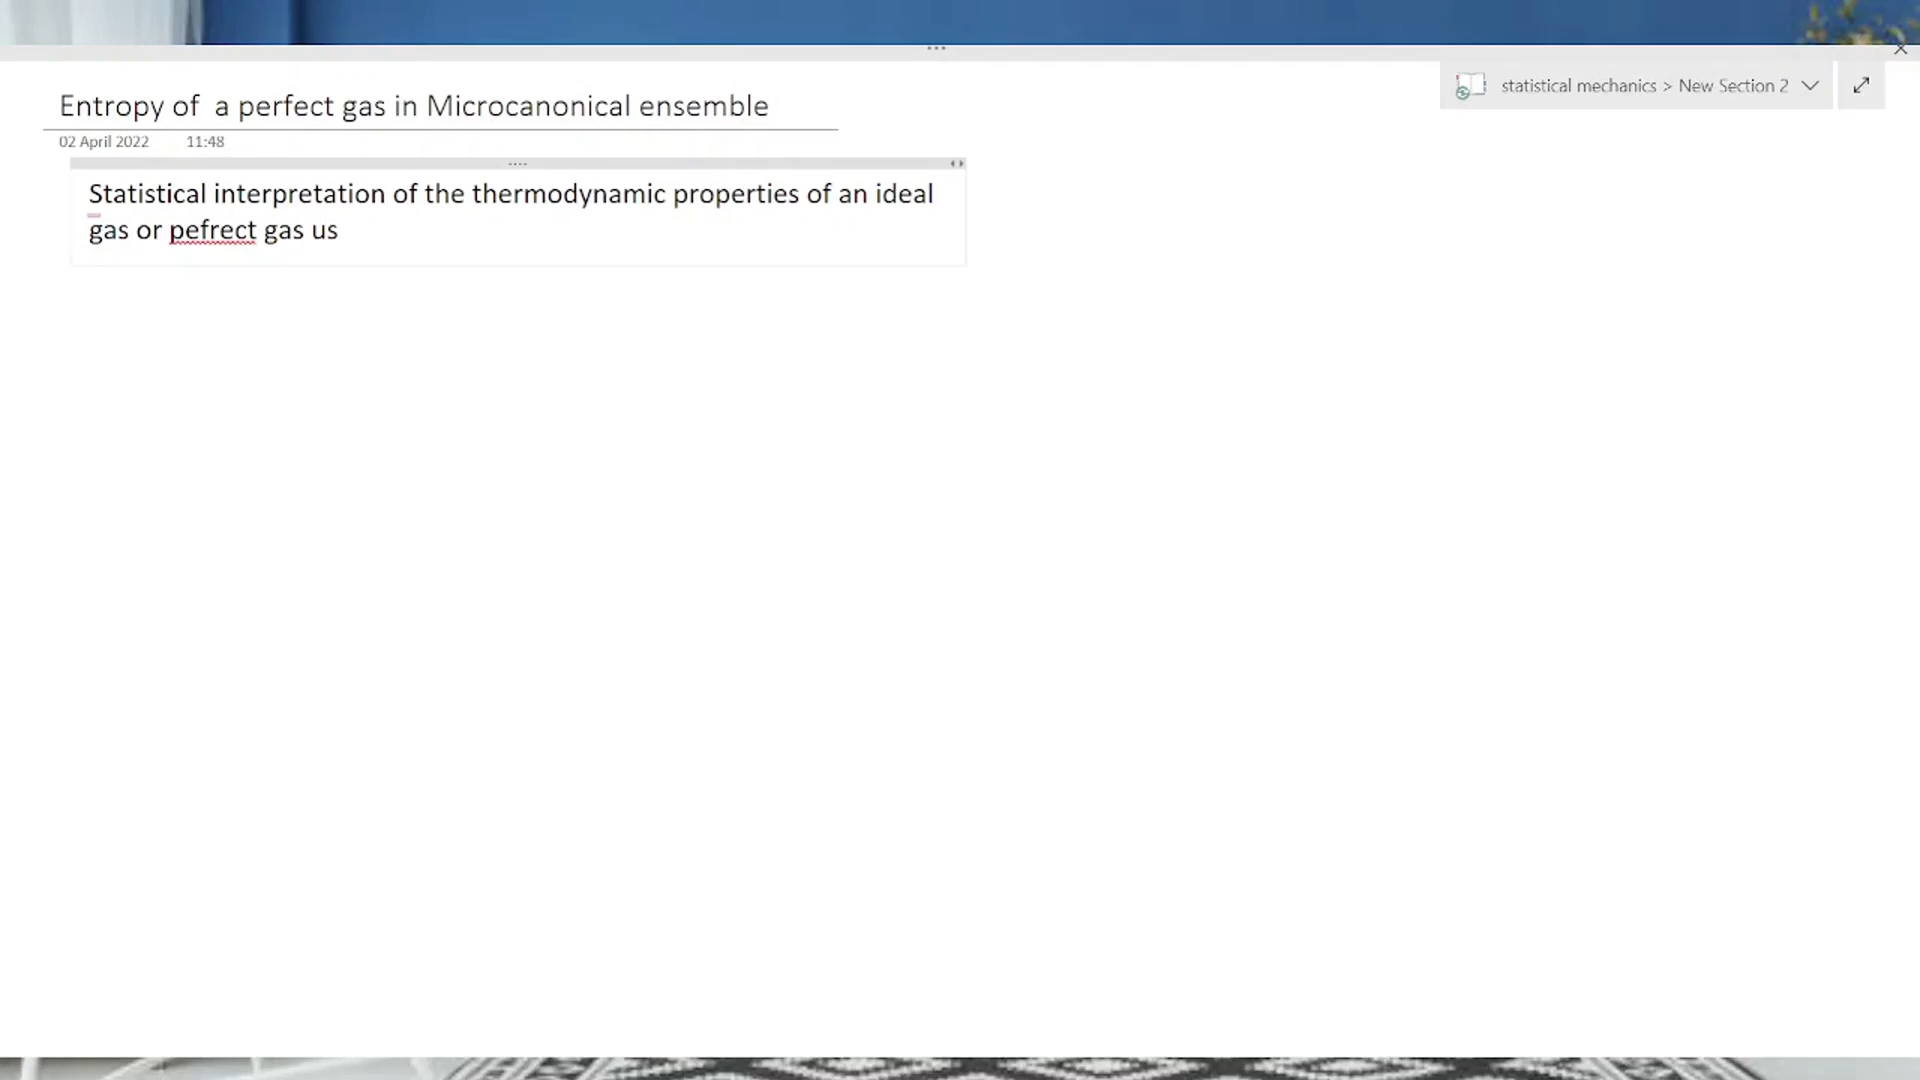 statistical mechanics > New Section 2
Entropy of  a perfect gas in Microcanonical ensemble
02 April 2022 11:48
Statistical interpretation of the thermodynamic properties of an ideal
gas or pefrect gas us